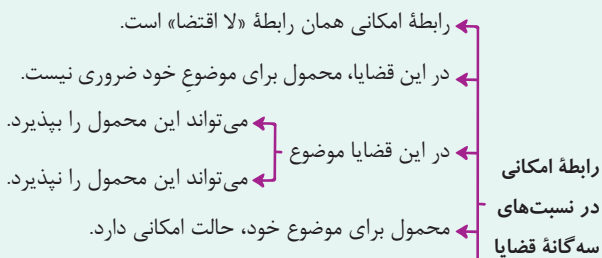 رابطهٔ امکانی همان رابطهٔ «لا اقتضا» است.
در این قضایا، محمول برای موضوعِ خود ضروری نیست.
می‌تواند این محمول را بپذیرد.
در این قضایا موضوع
می‌تواند این محمول را نپذیرد.
محمول برای موضوع خود، حالت امکانی دارد.
رابطهٔ امکانی
در نسبت‌های
سه‌گانهٔ قضایا